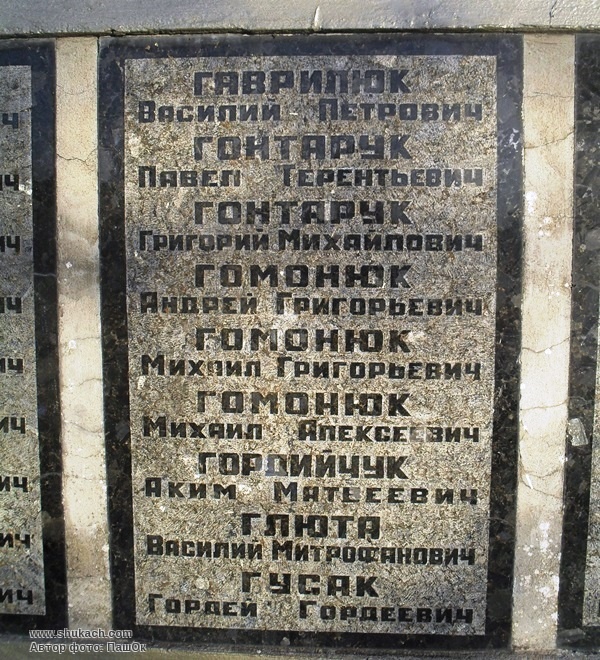 ГАВРИЛЮК
ВАСИЛИЙ ПЕТРОВИЧ
ГОНТАРУК
ПАВЕЛ ТЕРЕНТЬЕВИЧ
ГОНТАРУК
ГРИГОРИЙ МИХАЙЛОВИЧ
ГОМОНЮК
АНДРЕЙ ГРИГОРЬЕВИЧ
ГОМОНЮК
МИХАИЛ ГРИГОРЬЕВИЧ
ГОМОНЮК
МИХАИЛ АЛЕКСЕЕВИЧ
ГОРДИЙЧУК
АКИМ МАТВЕЕВИЧ
ГЛЮТА
ВАСИЛИЙ МИТРОФАНОВИЧ
ГУСАК
ГОРДЕЙ ГОРДЕЕВИЧ
www.shukach.com
Автор фото: ПашОк